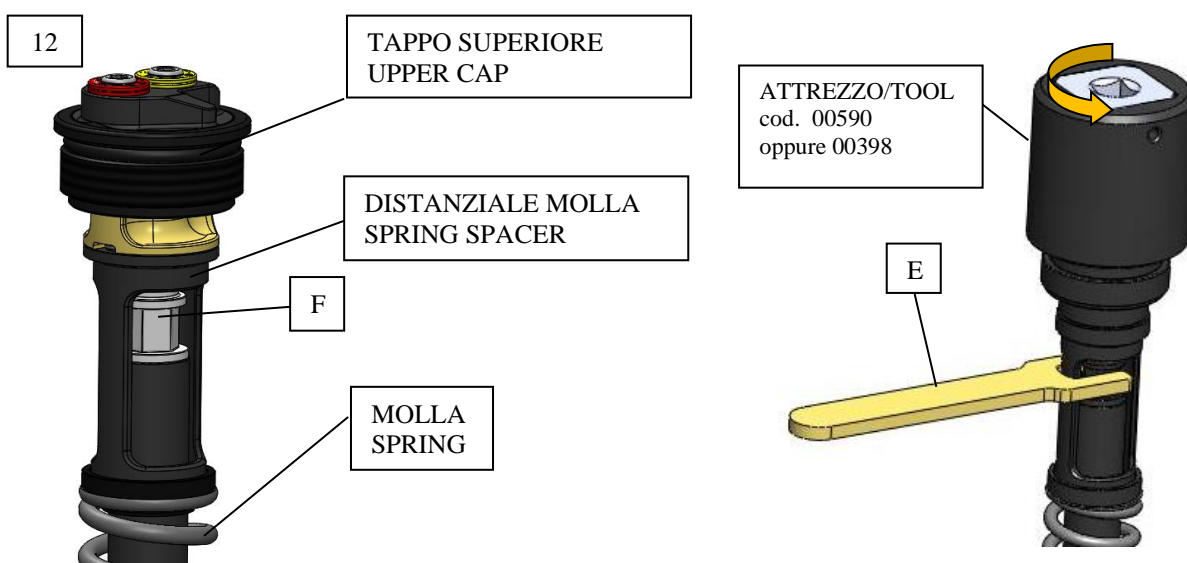 12
TAPPO SUPERIORE
UPPER CAP
DISTANZIALE MOLLA
SPRING SPACER
F
MOLLA
SPRING
ATTREZZO/TOOL
cod.  00590
oppure 00398
E